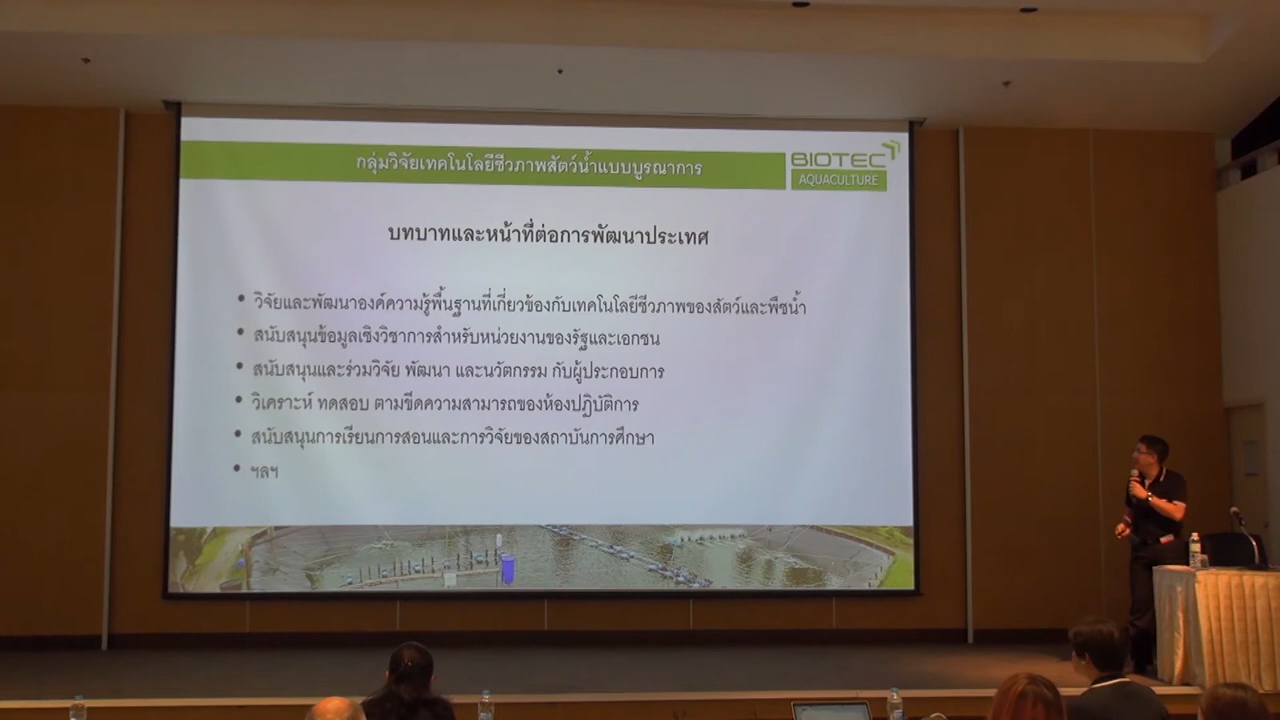 กลุ่มวิจัยเทคโนโลยีชีวภาพสัตว์น้ำแบบบูรณาการ
BIOTEC
AQUACULTURE
บทบาทและหน้าที่ต่อการพัฒนาประเทศ
• วิจัยและพัฒนาองค์ความรู้พื้นฐานที่เกี่ยวข้องกับเทคโนโลยีชีวภาพของสัตว์และพืชน้ำ
• สนับสนุนข้อมูลเชิงวิชาการสำหรับหน่วยงานของรัฐและเอกชน
• สนับสนุนและร่วมวิจัย พัฒนา และนวัตกรรม กับผู้ประกอบการ
• วิเคราะห์ ทดสอบ ตามขีดความสามารถของห้องปฏิบัติการ
• สนับสนุนการเรียนการสอนและการวิจัยของสถาบันการศึกษา
• ฯลฯ